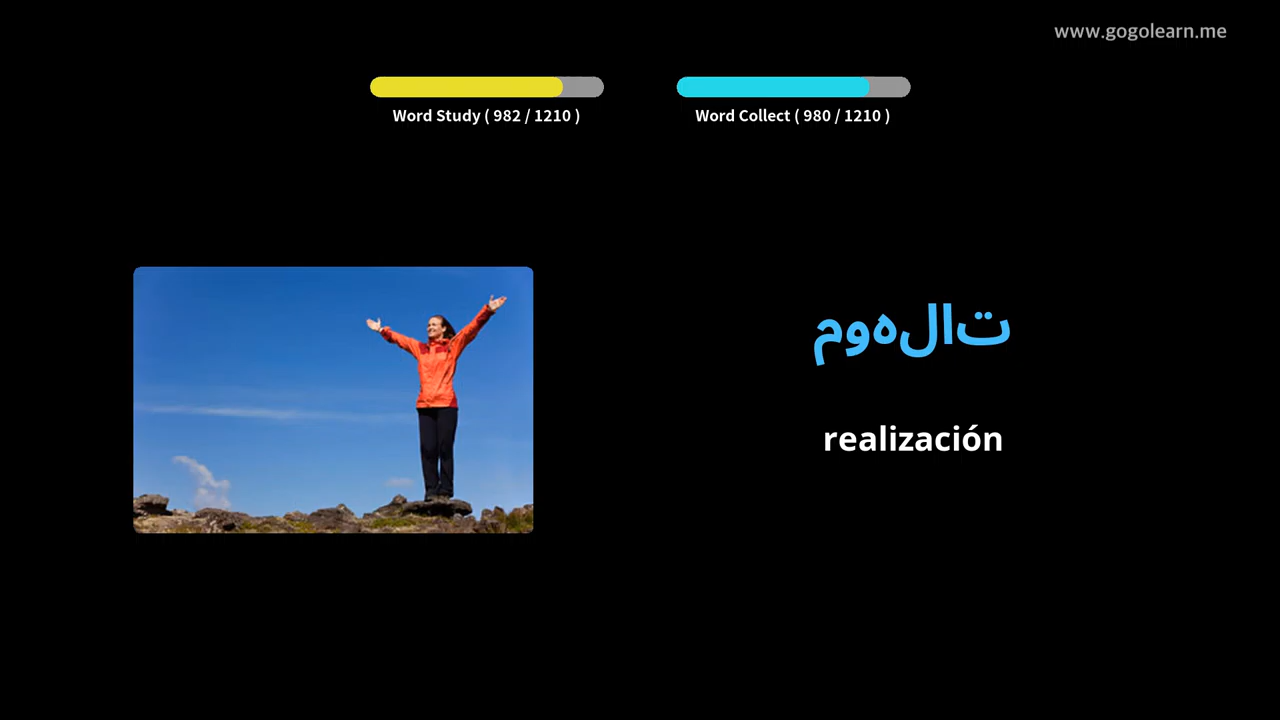 www.gogolearn.me
Word Study ( 982 / 1210 )
Word Collect ( 980 / 1210 )
تالهوم
realización